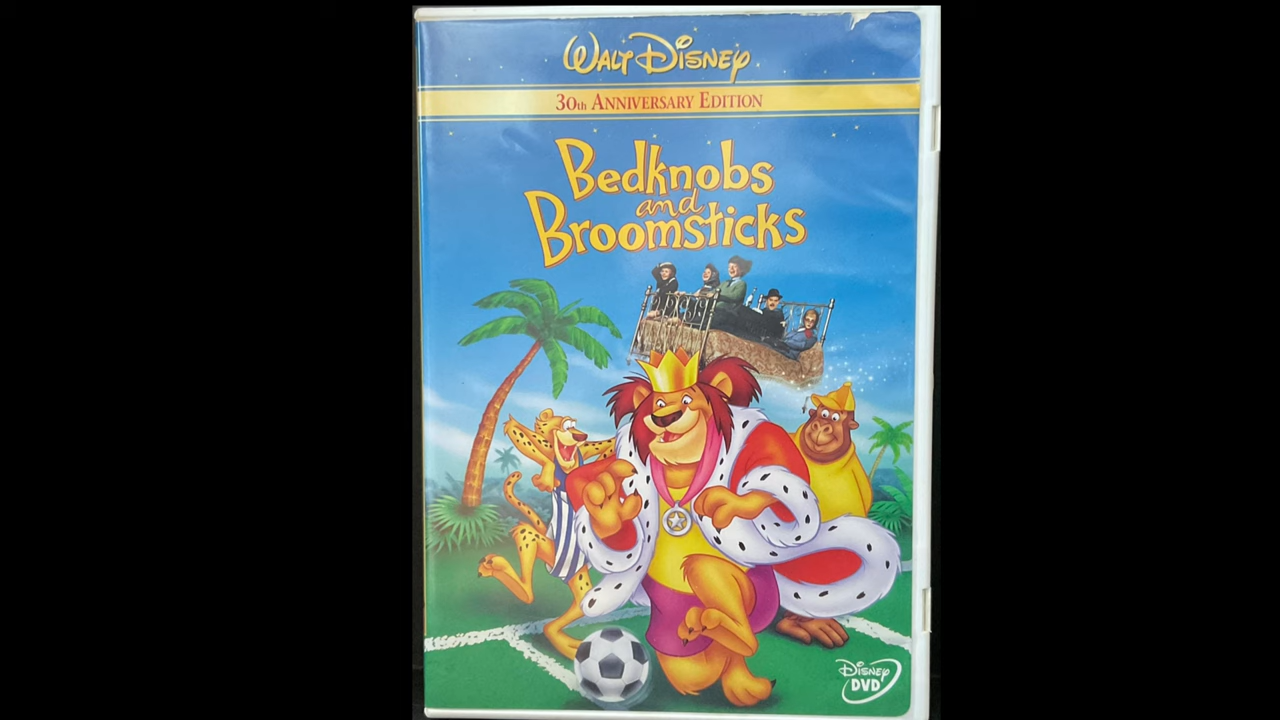 WALT DISNEY
30th ANNIVERSARY EDITION
Bedknobs
and
Broomsticks
DISNEY
DVD